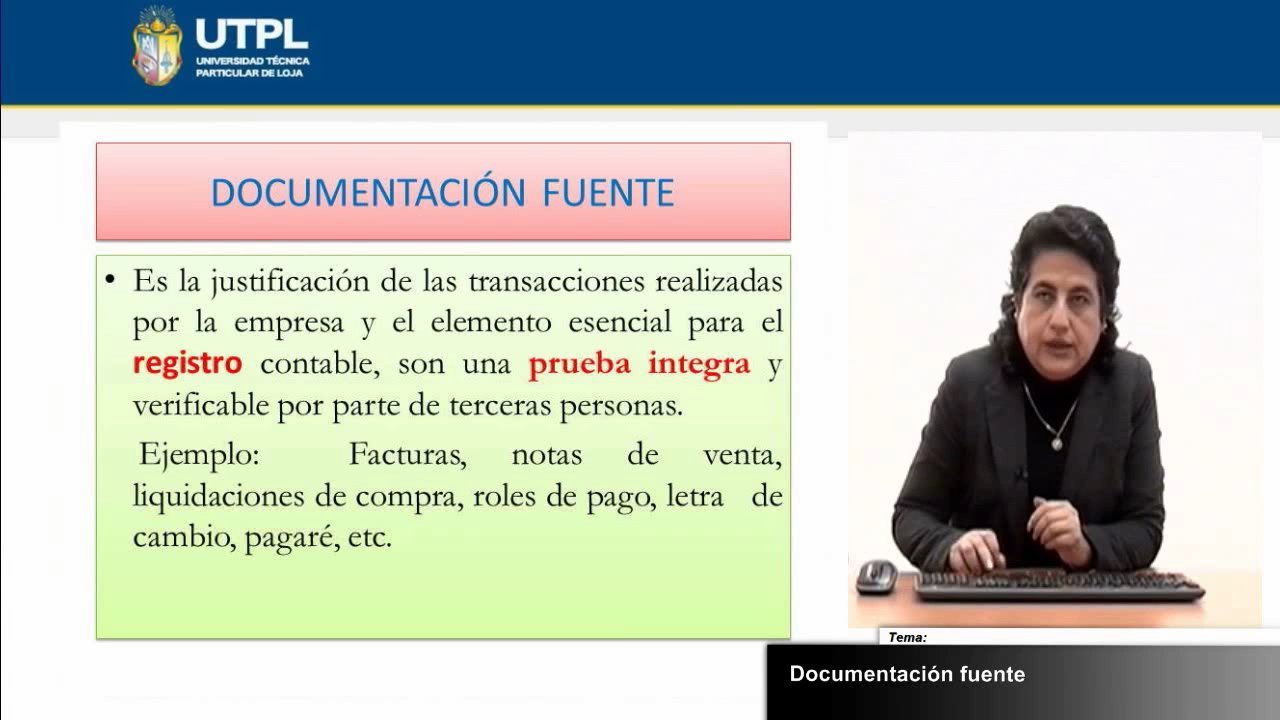 UTPL
UNIVERSIDAD TÉCNICA
PARTICULAR DE LOJA
DOCUMENTACIÓN FUENTE
• Es la justificación de las transacciones realizadas
por la empresa y el elemento esencial para el
registro contable, son una prueba integra y
verificable por parte de terceras personas.
Ejemplo: Facturas, notas de venta,
liquidaciones de compra, roles de pago, letra de
cambio, pagaré, etc.
Tema:
Documentación fuente